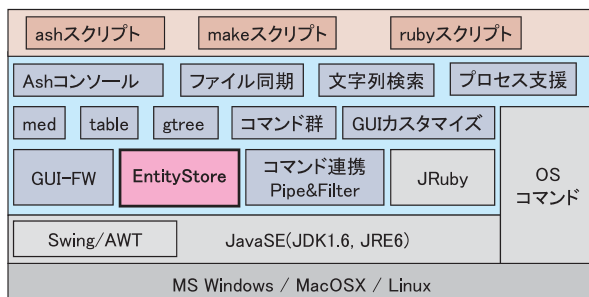 ashスクリプト
makeスクリプト
rubyスクリプト
Ashコンソール
ファイル同期
文字列検索
プロセス支援
med
table
gtree
コマンド群
GUIカスタマイズ
GUI-FW
EntityStore
コマンド連携
Pipe&Filter
JRuby
OS
コマンド
Swing/AWT
JavaSE(JDK1.6, JRE6)
MS Windows / MacOSX / Linux